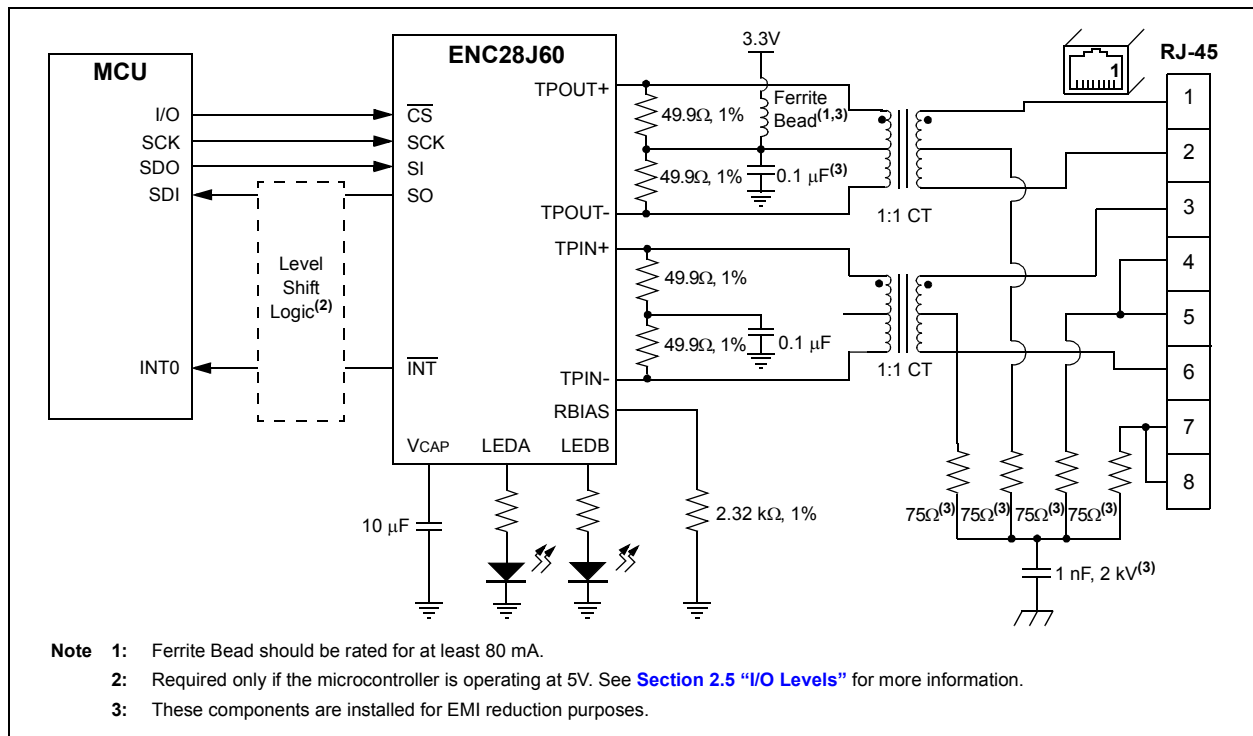 MCU
I/O
SCK
SDO
SDI
INT0
Level
Shift
Logic(2)
ENC28J60
CS
SCK
SI
SO
INT
TPOUT+
TPOUT-
TPIN+
TPIN-
RBIAS
VCAP
LEDA
LEDB
10 µF
2.32 kΩ, 1%
3.3V
Ferrite
Bead(1,3)
49.9Ω, 1%
49.9Ω, 1%
0.1 µF(3)
1:1 CT
49.9Ω, 1%
49.9Ω, 1%
0.1 µF
1:1 CT
1
RJ-45
1
2
3
4
5
6
7
8
75Ω(3) 75Ω(3) 75Ω(3) 75Ω(3)
1 nF, 2 kV(3)
Note 1: Ferrite Bead should be rated for at least 80 mA.
2: Required only if the microcontroller is operating at 5V. See Section 2.5 “I/O Levels” for more information.
3: These components are installed for EMI reduction purposes.